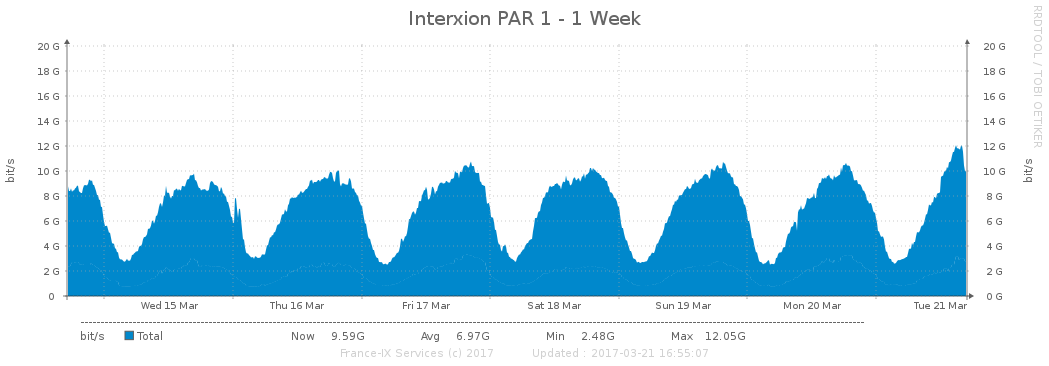 Interxion PAR 1 - 1 Week
RRDTOOL / TOBI OETIKER
bit/s
20 G 20 G
18 G 18 G
16 G 16 G
14 G 14 G
12 G 12 G
10 G 10 G
8 G 8 G
6 G 6 G
4 G 4 G
2 G 2 G
0 0 G
bit/s
Wed 15 Mar Thu 16 Mar Fri 17 Mar Sat 18 Mar Sun 19 Mar Mon 20 Mar Tue 21 Mar
bit/s Total Now 9.59G Avg 6.97G Min 2.48G Max 12.05G
France-IX Services (c) 2017 Updated : 2017-03-21 16:55:07